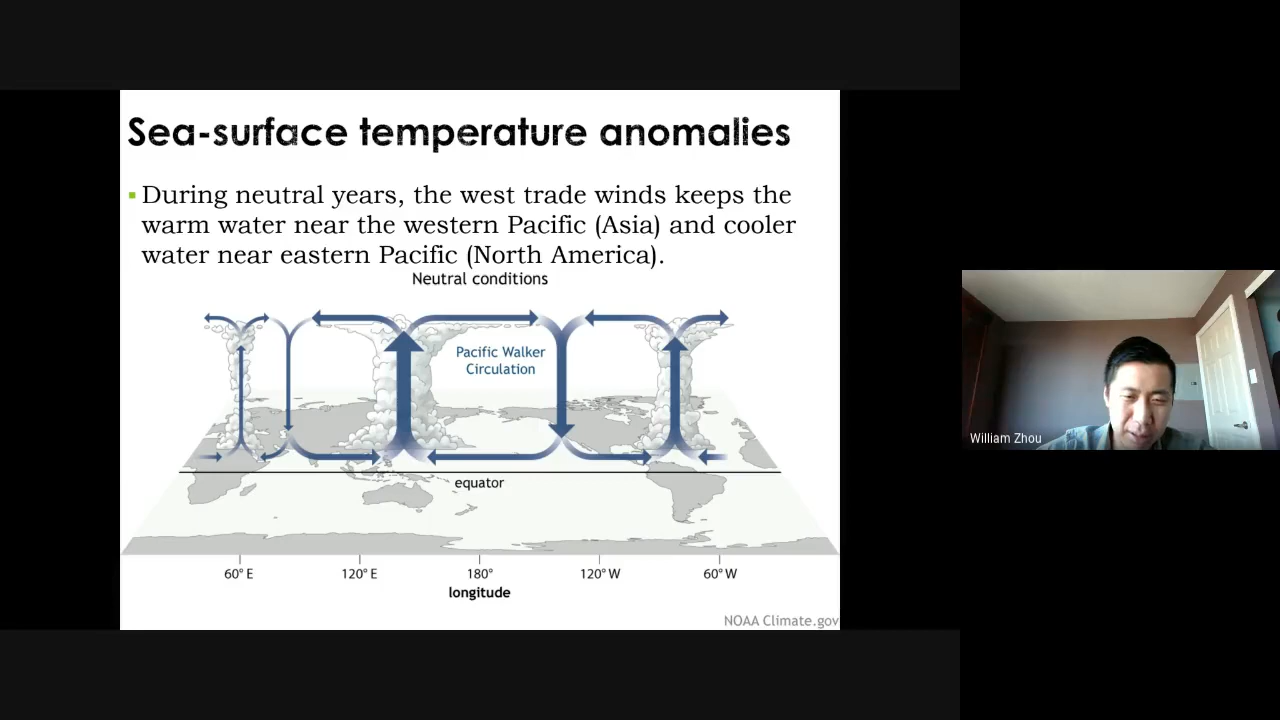 Sea-surface temperature anomalies
During neutral years, the west trade winds keeps the
warm water near the western Pacific (Asia) and cooler
water near eastern Pacific (North America).
Neutral conditions
Pacific Walker
Circulation
equator
60° E 120° E 180° 120° W 60° W
longitude
NOAA Climate.gov
William Zhou